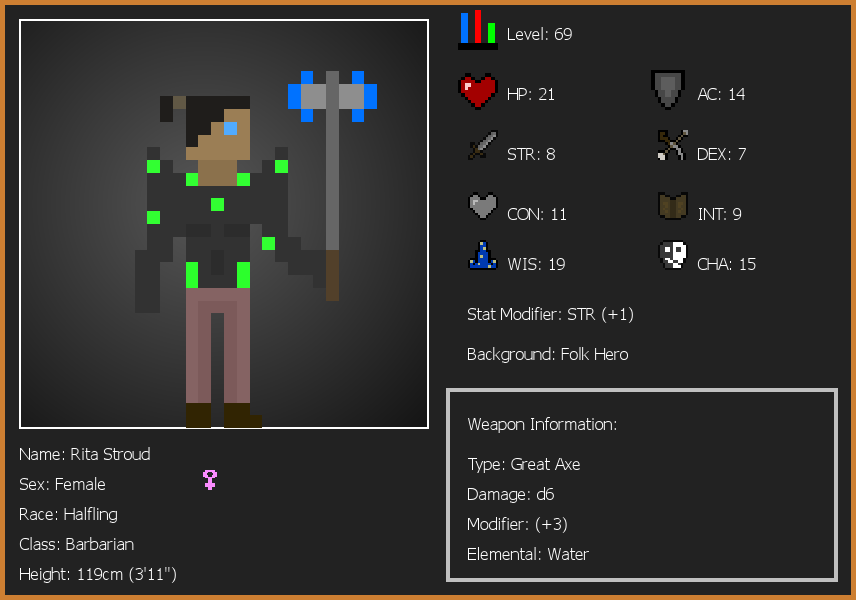 Level: 69
HP: 21
AC: 14
STR: 8
DEX: 7
CON: 11
INT: 9
WIS: 19
CHA: 15
Stat Modifier: STR (+1)
Background: Folk Hero
Weapon Information:
Type: Great Axe
Damage: d6
Modifier: (+3)
Elemental: Water
Name: Rita Stroud
Sex: Female
Race: Halfling
Class: Barbarian
Height: 119cm (3'11")